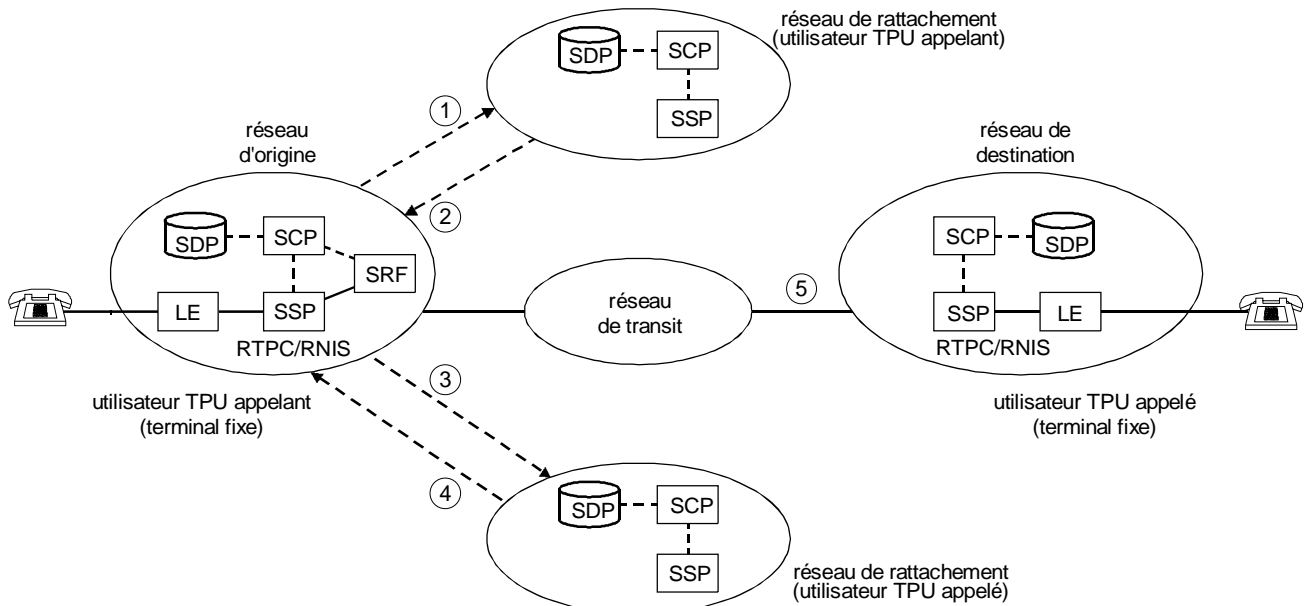 réseau de rattachement
(utilisateur TPU appelant)
SDP
SCP
SSP
1
2
réseau
d'origine
SDP
SCP
SRF
LE
SSP
RTPC/RNIS
utilisateur TPU appelant
(terminal fixe)
réseau
de transit
5
réseau de
destination
SCP
SDP
SSP
LE
RTPC/RNIS
utilisateur TPU appelé
(terminal fixe)
3
4
SDP
SCP
SSP
réseau de rattachement
(utilisateur TPU appelé)